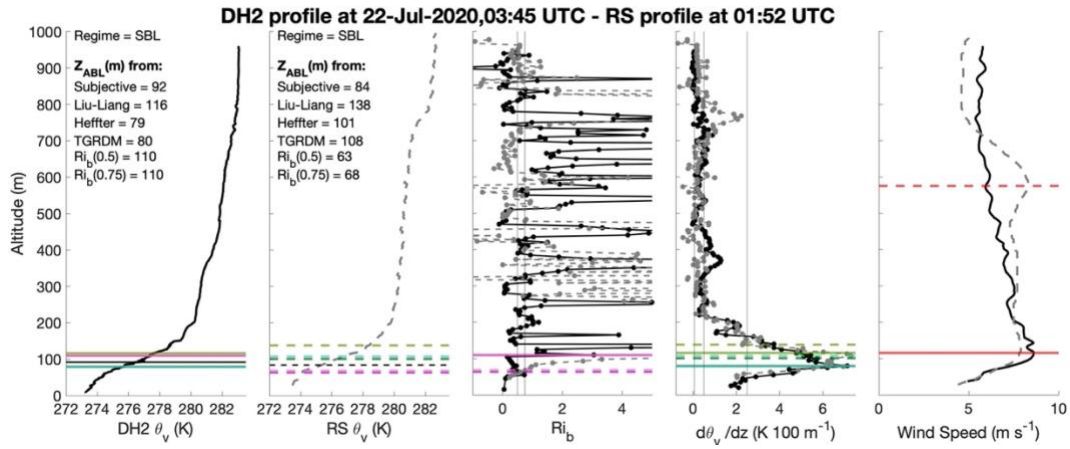 DH2 profile at 22-Jul-2020,03:45 UTC - RS profile at 01:52 UTC
Altitude (m)
1000
900
800
700
600
500
400
300
200
100
0
Regime = SBL
Z_ABL(m) from:
Subjective = 92
Liu-Liang = 116
Heffter = 79
TGRDM = 80
Ri_b(0.5) = 110
Ri_b(0.75) = 110
272 274 276 278 280 282
DH2 θ_v (K)
Regime = SBL
Z_ABL(m) from:
Subjective = 84
Liu-Liang = 138
Heffter = 101
TGRDM = 108
Ri_b(0.5) = 63
Ri_b(0.75) = 68
272 274 276 278 280 282
RS θ_v (K)
0 2 4
Ri_b
0 2 4 6
dθ_v /dz (K 100 m⁻¹)
0 5 10
Wind Speed (m s⁻¹)